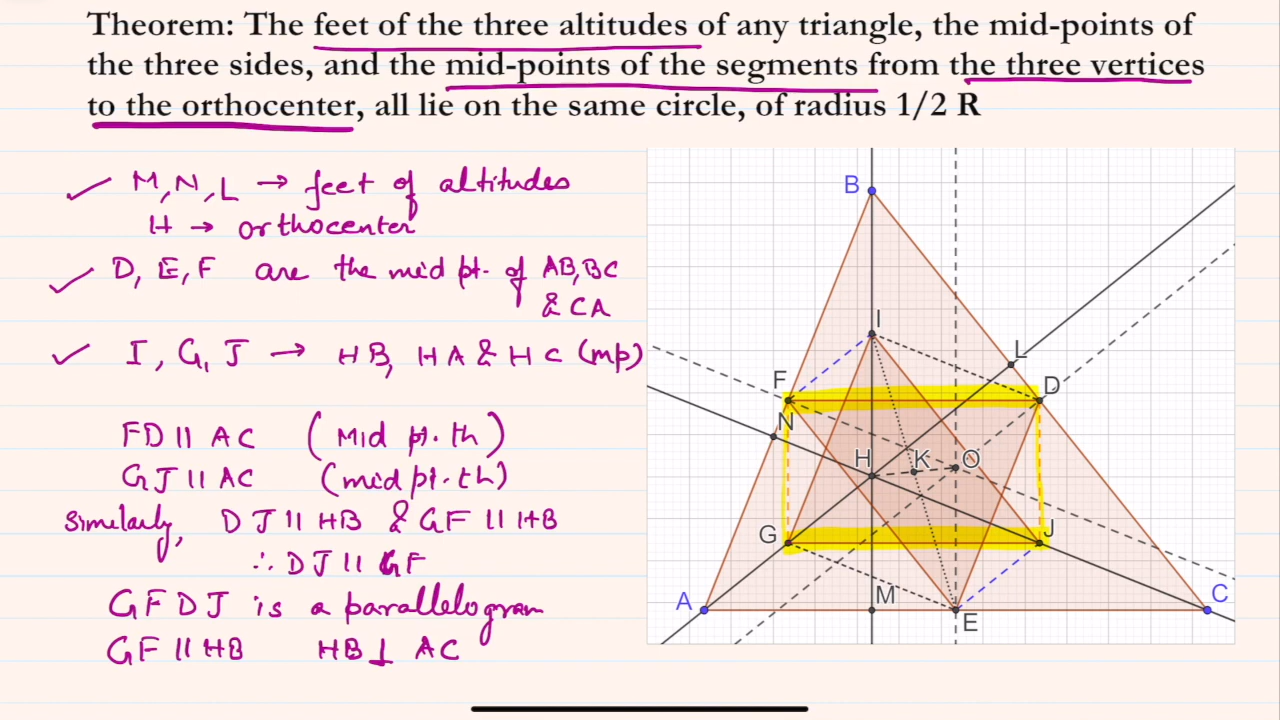 Theorem: The feet of the three altitudes of any triangle, the mid-points of
the three sides, and the mid-points of the segments from the three vertices
to the orthocenter, all lie on the same circle, of radius 1/2 R
M, N, L → feet of altitudes
H → orthocenter
D, E, F are the mid pt. of AB, BC
& CA
I, G, J → HB, HA & HC (mp)
FD || AC (Mid pt. th)
GJ || AC (mid pt. th)
Similarly, DJ || HB & GF || HB
∴ DJ || GF
GFDJ is a parallelogram
GF || HB HB ⊥ AC
B
I
L
F
D
N
H
K
O
G
J
A
M
C
E